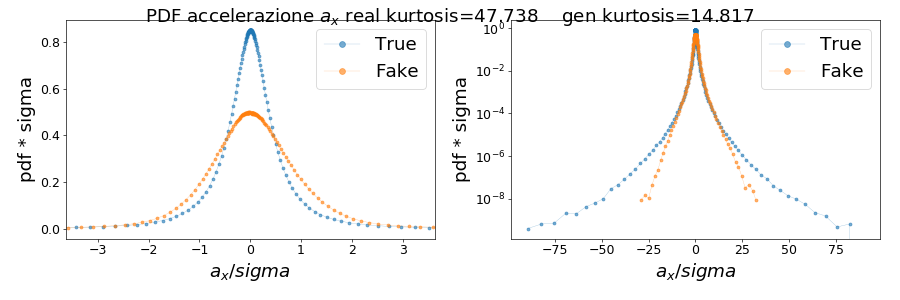 PDF accelerazione a_x real kurtosis=47.738 gen kurtosis=14.817
pdf * sigma
0.8
0.6
0.4
0.2
0.0
−3
−2
−1
0
1
2
3
a_x/sigma
True
Fake
pdf * sigma
10^0
10^−2
10^−4
10^−6
10^−8
−75
−50
−25
0
25
50
75
a_x/sigma
True
Fake